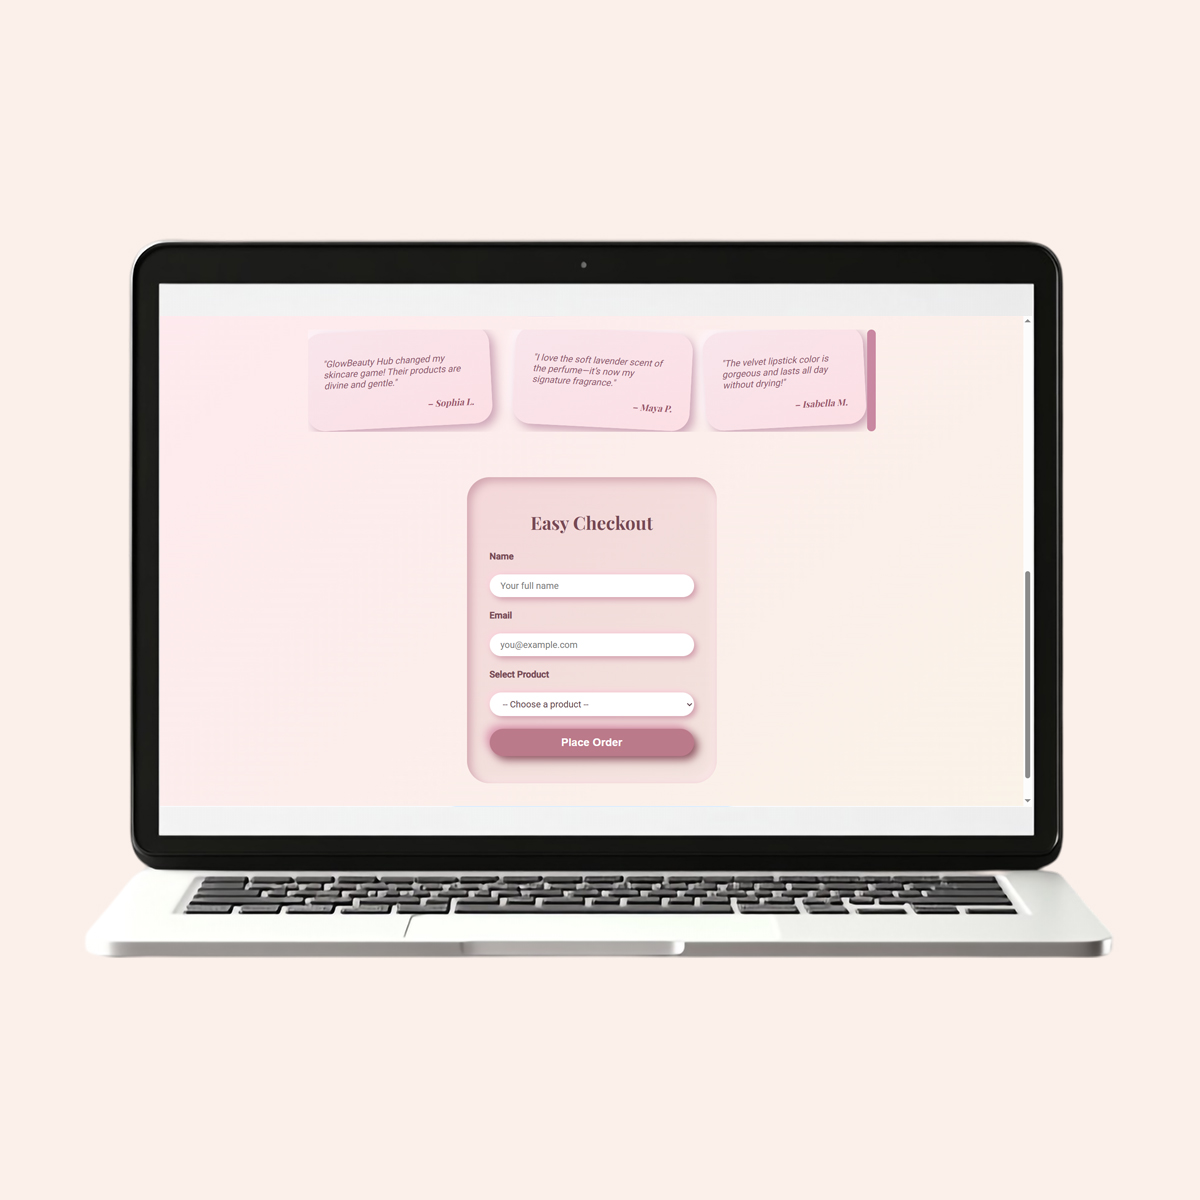 "GlowBeauty Hub changed my
skincare game! Their products are
divine and gentle."
– Sophia L.
"I love the soft lavender scent of
the perfume—it's now my
signature fragrance."
– Maya P.
"The velvet lipstick color is
gorgeous and lasts all day
without drying!"
– Isabella M.
Easy Checkout
Name
Your full name
Email
you@example.com
Select Product
-- Choose a product --
Place Order